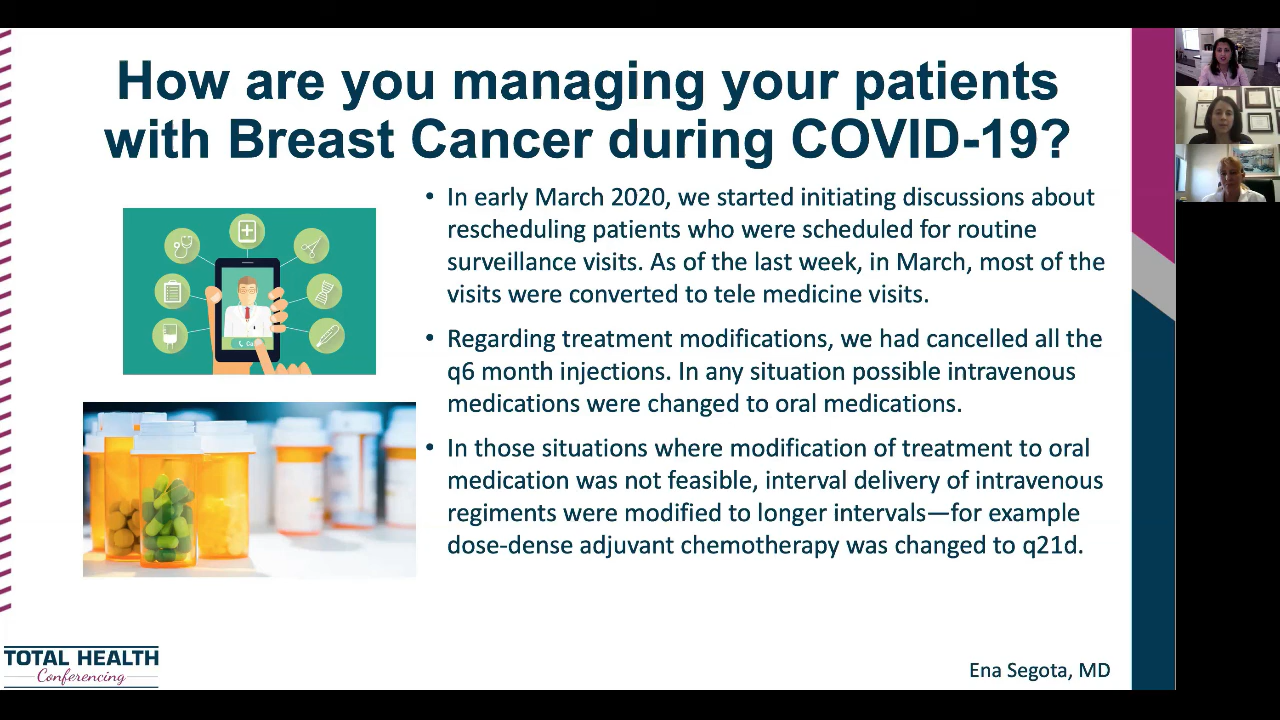 How are you managing your patients
with Breast Cancer during COVID-19?
• In early March 2020, we started initiating discussions about
rescheduling patients who were scheduled for routine
surveillance visits. As of the last week, in March, most of the
visits were converted to tele medicine visits.
• Regarding treatment modifications, we had cancelled all the
q6 month injections. In any situation possible intravenous
medications were changed to oral medications.
• In those situations where modification of treatment to oral
medication was not feasible, interval delivery of intravenous
regiments were modified to longer intervals—for example
dose-dense adjuvant chemotherapy was changed to q21d.
TOTAL HEALTH
Conferencing
Ena Segota, MD